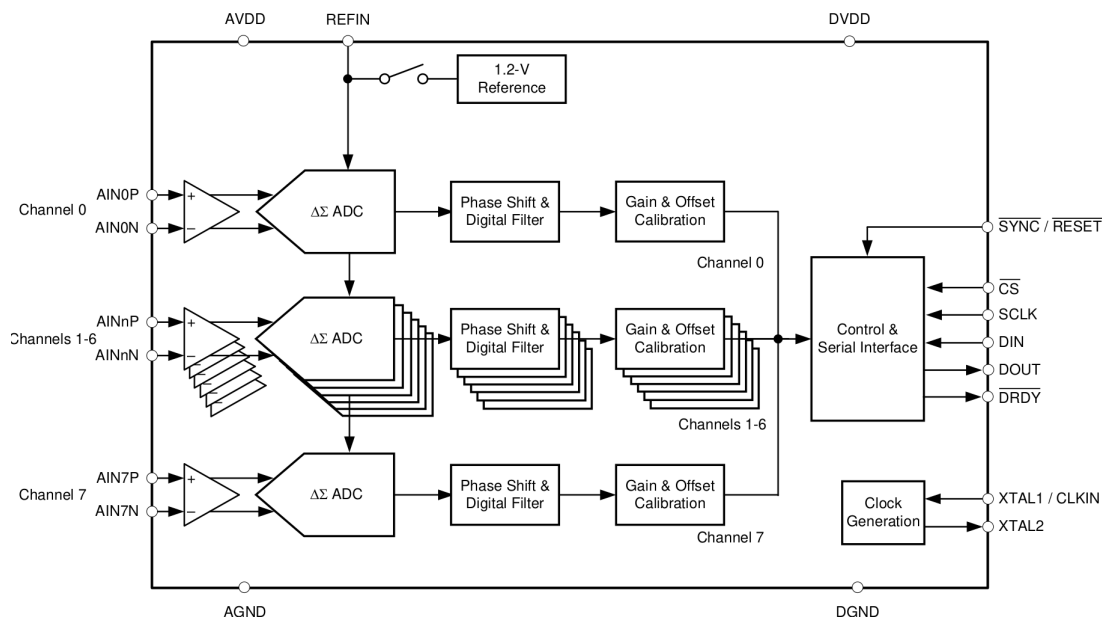 AVDD
REFIN
DVDD
1.2-V
Reference
AIN0P
Channel 0
AIN0N
+
−
ΔΣ ADC
Phase Shift &
Digital Filter
Gain & Offset
Calibration
Channel 0
SYNC / RESET
AINnP
Channels 1-6
AINnN
+
−
−
−
−
−
−
ΔΣ ADC
Phase Shift &
Digital Filter
Gain & Offset
Calibration
Channels 1-6
Control &
Serial Interface
CS
SCLK
DIN
DOUT
DRDY
AIN7P
Channel 7
AIN7N
+
−
ΔΣ ADC
Phase Shift &
Digital Filter
Gain & Offset
Calibration
Channel 7
Clock
Generation
XTAL1 / CLKIN
XTAL2
AGND
DGND